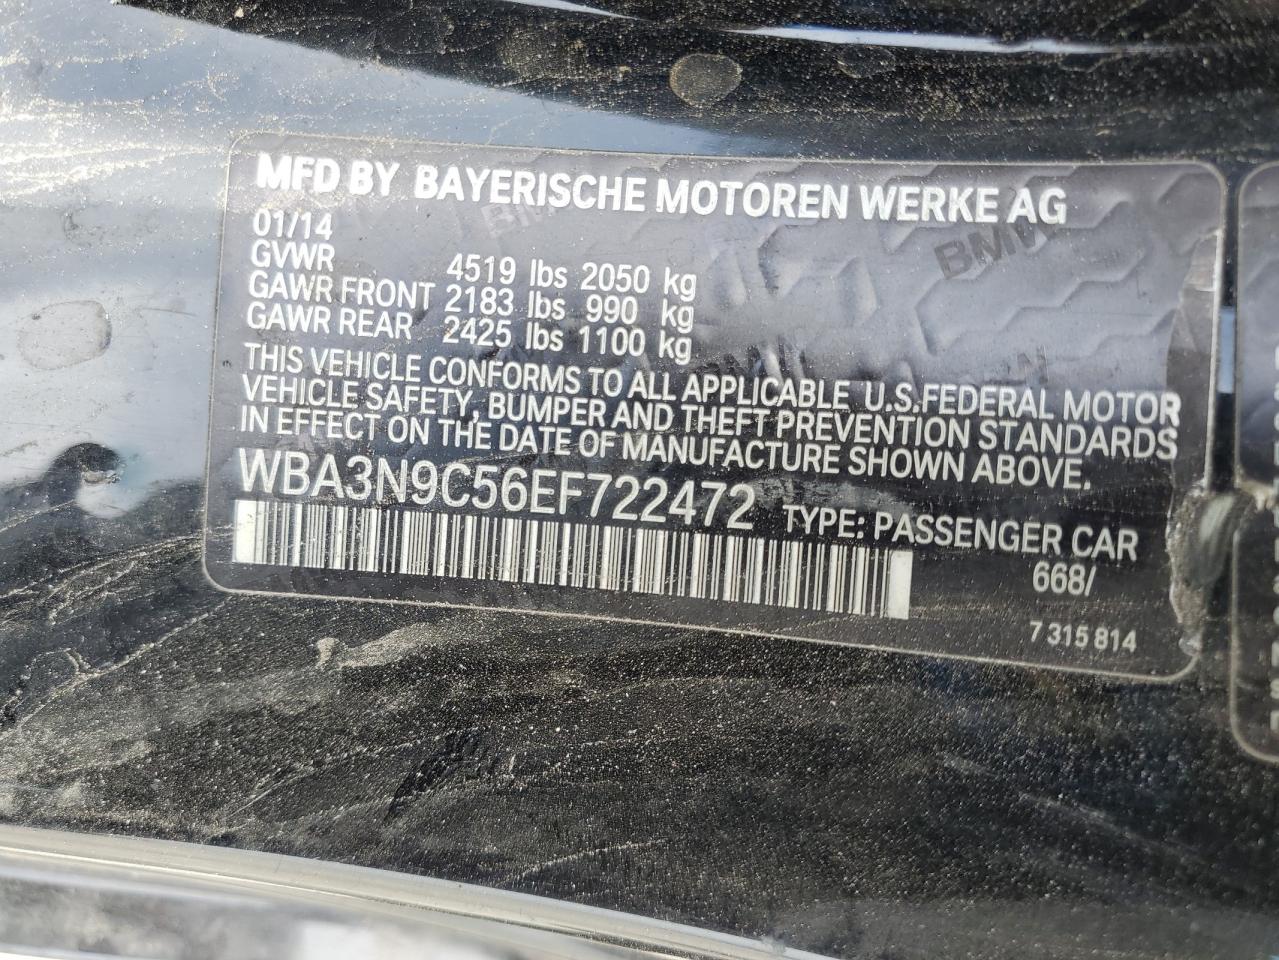 MFD BY BAYERISCHE MOTOREN WERKE AG
01/14
GVWR 4519 lbs 2050 kg
GAWR FRONT 2183 lbs 990 kg
GAWR REAR 2425 lbs 1100 kg
THIS VEHICLE CONFORMS TO ALL APPLICABLE U.S.FEDERAL MOTOR
VEHICLE SAFETY, BUMPER AND THEFT PREVENTION STANDARDS
IN EFFECT ON THE DATE OF MANUFACTURE SHOWN ABOVE.
WBA3N9C56EF722472 TYPE: PASSENGER CAR
668/
7 315 814